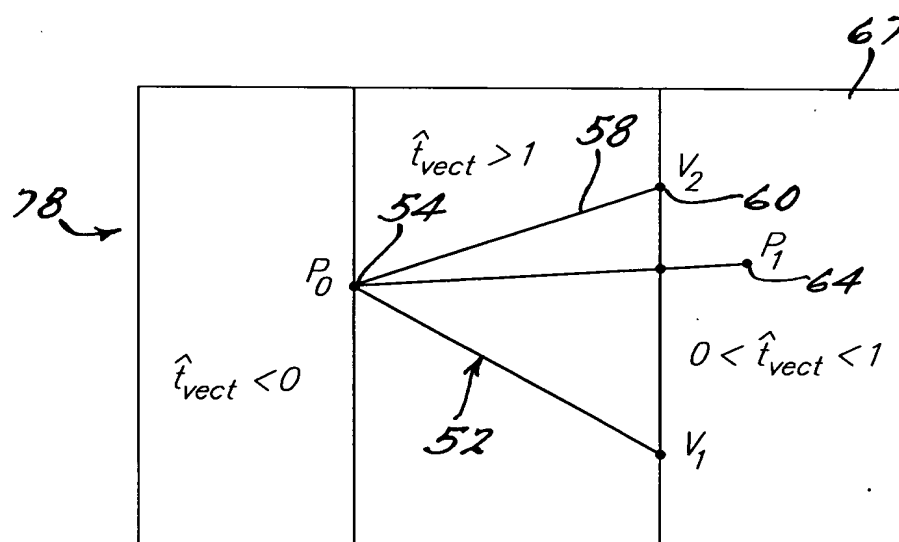 67
t̂vect > 1
58
V2
78
54
60
P0
P1
64
t̂vect < 0
0 < t̂vect < 1
52
V1